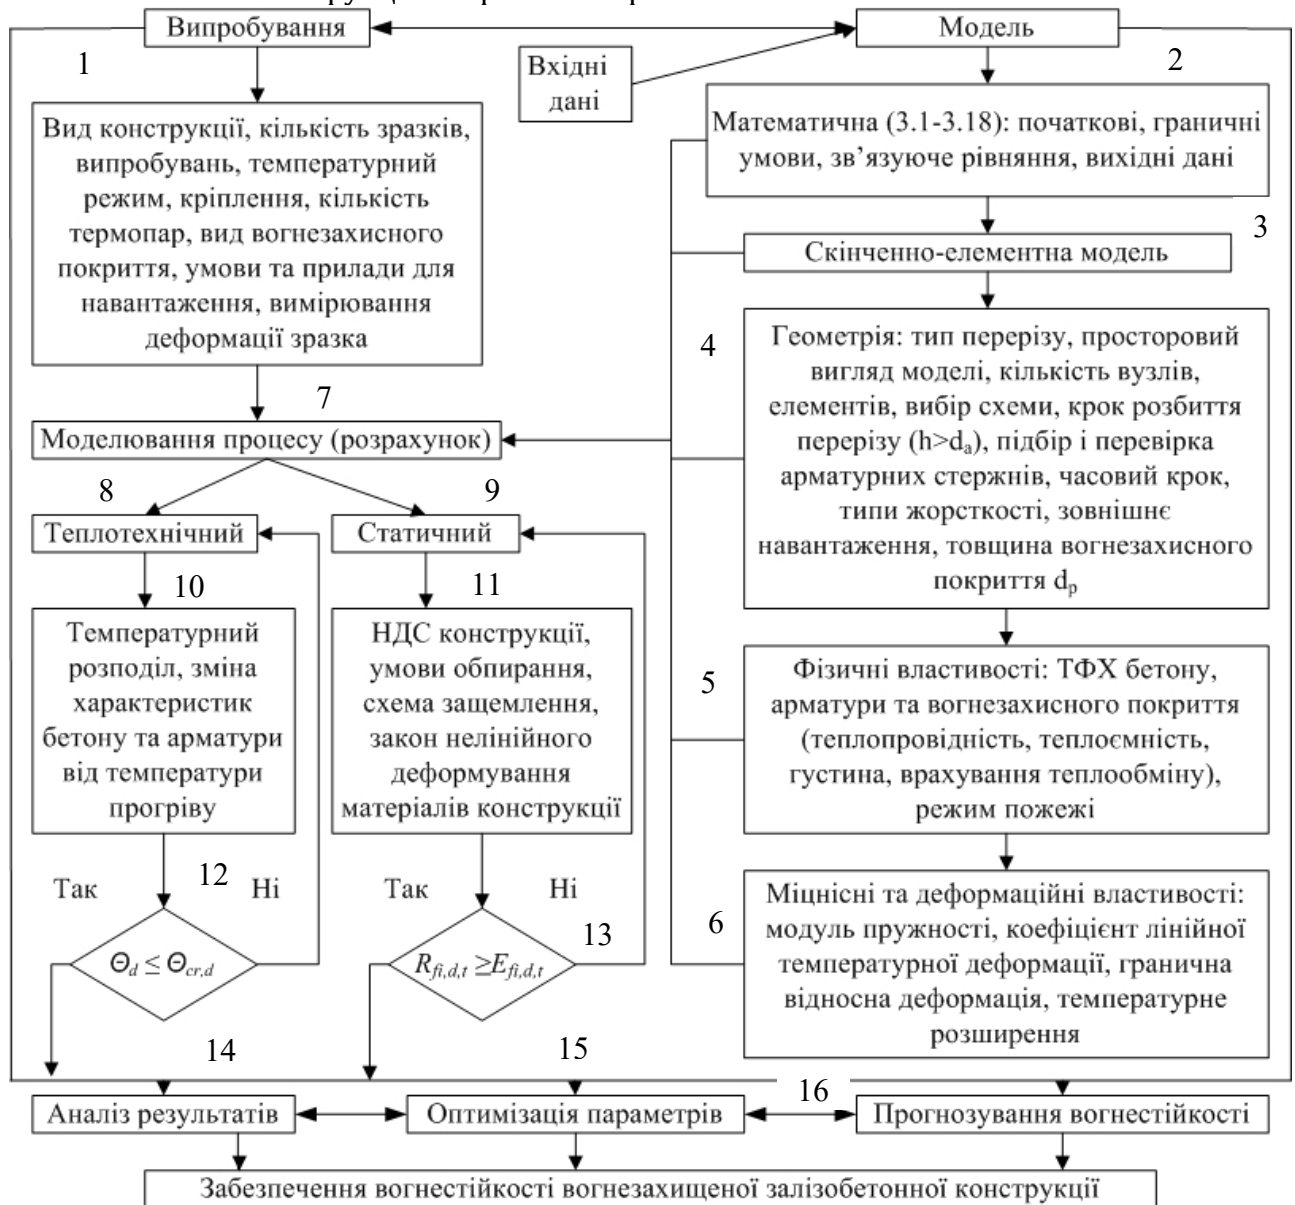 Випробування
Модель
1
2
Вхідні
дані
Вид конструкції, кількість зразків,
випробувань, температурний
режим, кріплення, кількість
термопар, вид вогнезахисного
покриття, умови та прилади для
навантаження, вимірювання
деформації зразка
Математична (3.1-3.18): початкові, граничні
умови, зв’язуюче рівняння, вихідні дані
3
Скінченно-елементна модель
4
Геометрія: тип перерізу, просторовий
вигляд моделі, кількість вузлів,
елементів, вибір схеми, крок розбиття
перерізу (h>dа), підбір і перевірка
арматурних стержнів, часовий крок,
типи жорсткості, зовнішнє
навантаження, товщина вогнезахисного
покриття dр
7
Моделювання процесу (розрахунок)
8
9
Теплотехнічний
Статичний
10
11
Температурний
розподіл, зміна
характеристик
бетону та арматури
від температури
прогріву
НДС конструкції,
умови обпирання,
схема защемлення,
закон нелінійного
деформування
матеріалів конструкції
5
Фізичні властивості: ТФХ бетону,
арматури та вогнезахисного покриття
(теплопровідність, теплоємність,
густина, врахування теплообміну),
режим пожежі
12
Так
Ні
Так
Ні
13
Θd ≤ Θcr,d
Rfi,d,t ≥Efi,d,t
6
Міцнісні та деформаційні властивості:
модуль пружності, коефіцієнт лінійної
температурної деформації, гранична
відносна деформація, температурне
розширення
14
15
16
Аналіз результатів
Оптимізація параметрів
Прогнозування вогнестійкості
Забезпечення вогнестійкості вогнезахищеної залізобетонної конструкції